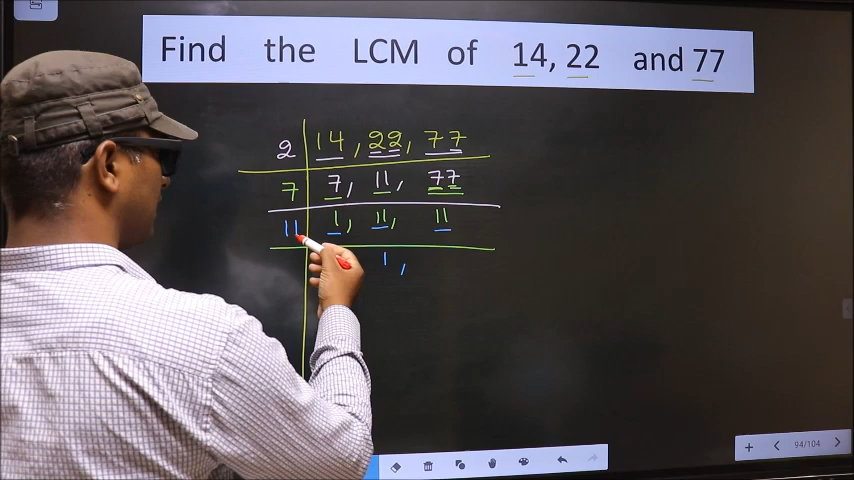 Find the LCM of 14, 22 and 77
2 14, 22, 77
7 7, 11, 77
11 1, 11, 11
1,
94/104